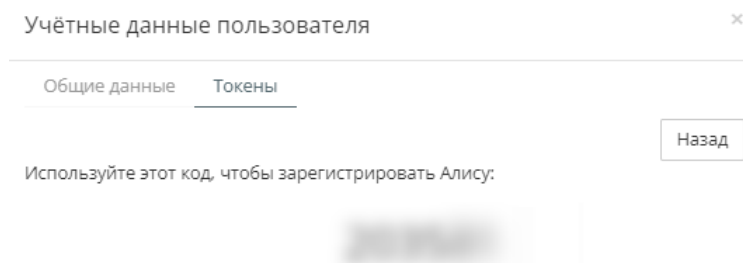 Учётные данные пользователя ×
Общие данные Токены
Назад
Используйте этот код, чтобы зарегистрировать Алису: